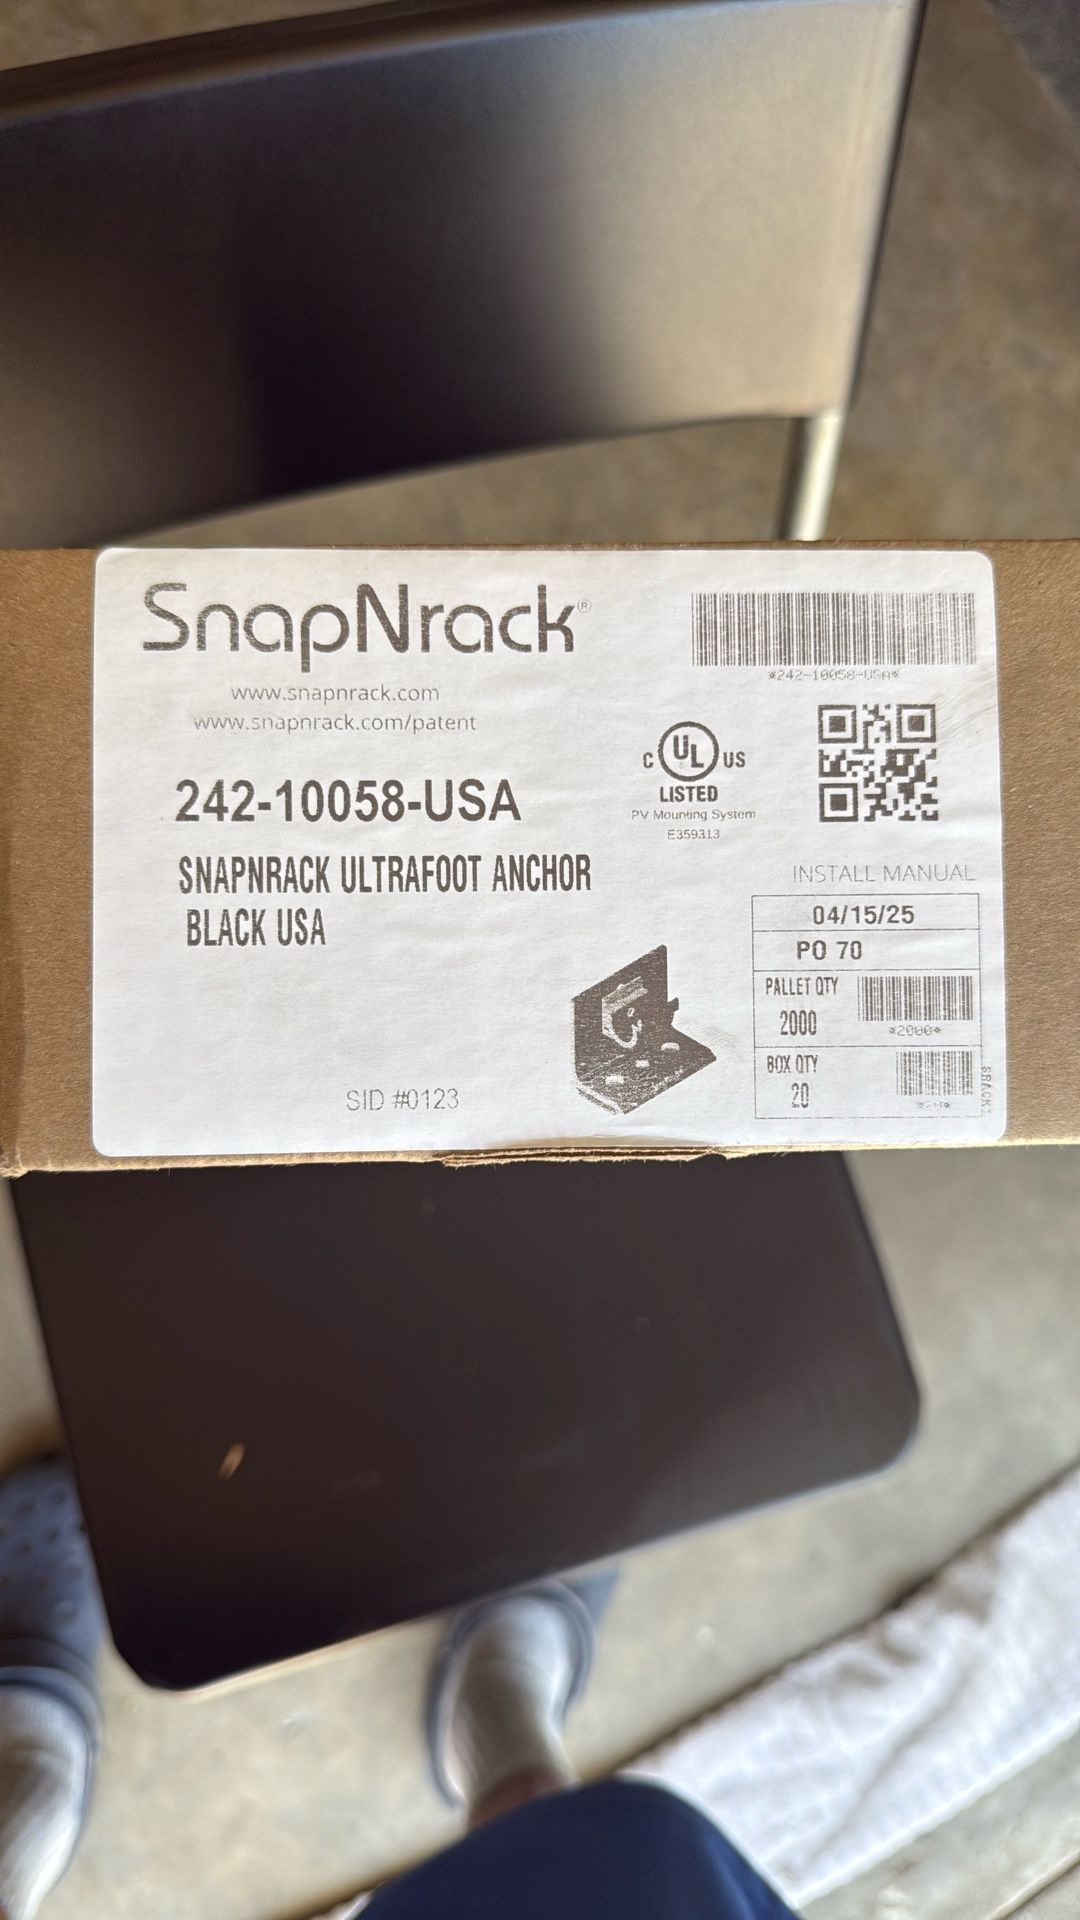 SnapNrack®
www.snapnrack.com
www.snapnrack.com/patent
*242-10058-USA*
242-10058-USA
C UL US
LISTED
PV Mounting System
E359313
SNAPNRACK ULTRAFOOT ANCHOR
BLACK USA
INSTALL MANUAL
04/15/25
PO 70
PALLET QTY
2000
*2000*
BOX QTY
20
SID #0123